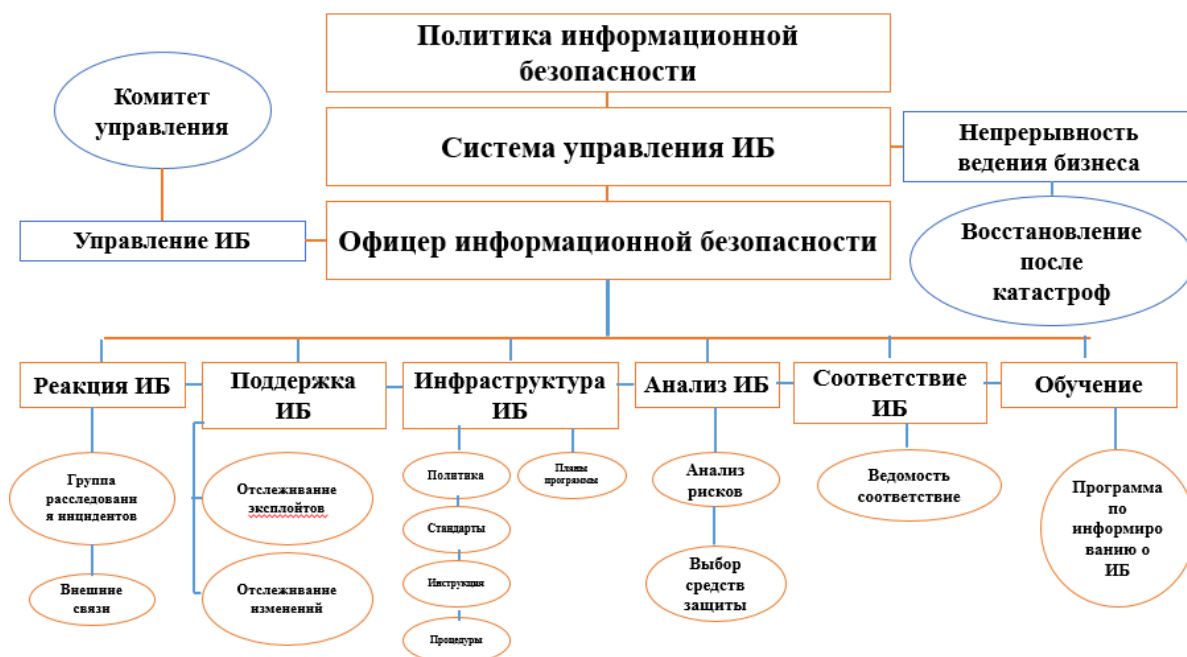 Политика информационной
безопасности
Комитет
управления
Система управления ИБ
Непрерывность
ведения бизнеса
Управление ИБ
Офицер информационной безопасности
Восстановление
после
катастроф
Реакция ИБ
Поддержка
ИБ
Инфраструктура
ИБ
Анализ ИБ
Соответствие
ИБ
Обучение
Группа
расследовани
я инцидентов
Внешние
связи
Отслеживание
эксплойтов
Отслеживание
изменений
Политика
Стандарты
Инструкция
Процедуры
Планы
программы
Анализ
рисков
Выбор
средств
защиты
Ведомость
соответствие
Программа
по
информиро
ванию о
ИБ